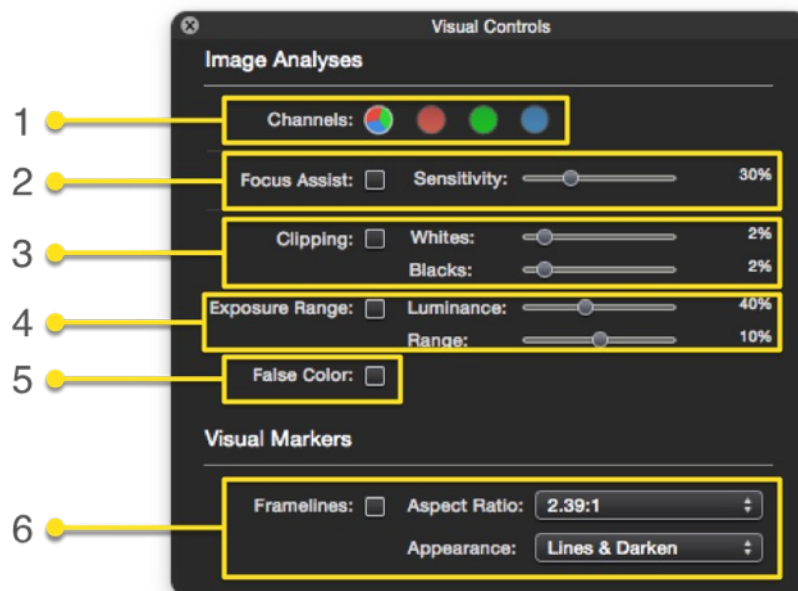 Visual Controls
Image Analyses
1 Channels:
2 Focus Assist: Sensitivity: 30%
3 Clipping: Whites: 2%
Blacks: 2%
4 Exposure Range: Luminance: 40%
Range: 10%
5 False Color:
Visual Markers
6 Framelines: Aspect Ratio: 2.39:1
Appearance: Lines & Darken